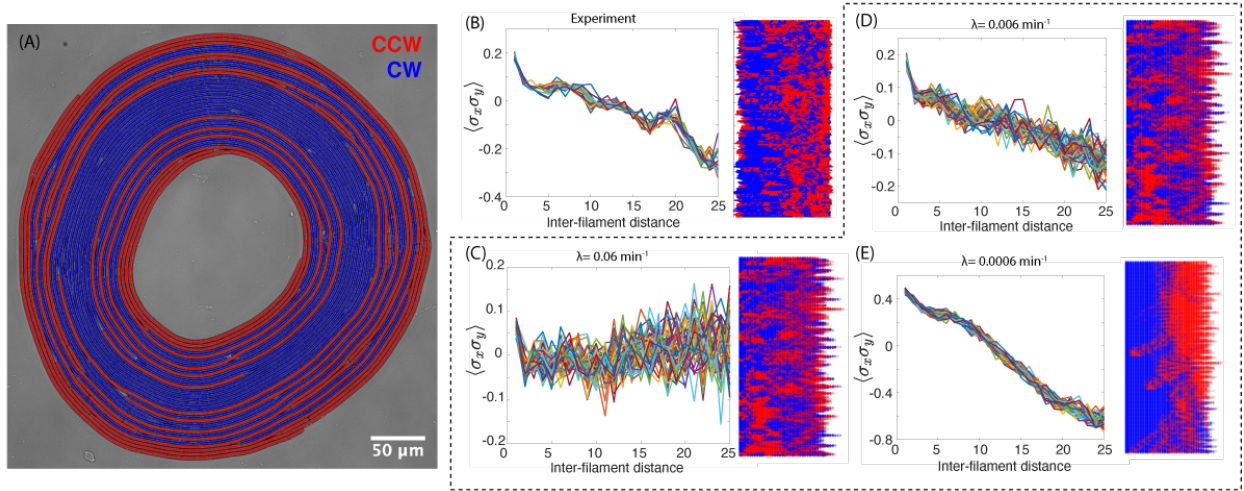 (A)
CCW
CW
50 µm
(B)
Experiment
⟨σxσy⟩
0.2
0
-0.2
-0.4
0 5 10 15 20 25
Inter-filament distance
(C)
λ= 0.06 min-1
⟨σxσy⟩
0.2
0.1
0
-0.1
-0.2
0 5 10 15 20 25
Inter-filament distance
(D)
λ= 0.006 min-1
⟨σxσy⟩
0.2
0.1
0
-0.1
-0.2
0 5 10 15 20 25
Inter-filament distance
(E)
λ= 0.0006 min-1
⟨σxσy⟩
0.4
0
-0.4
-0.8
0 5 10 15 20 25
Inter-filament distance